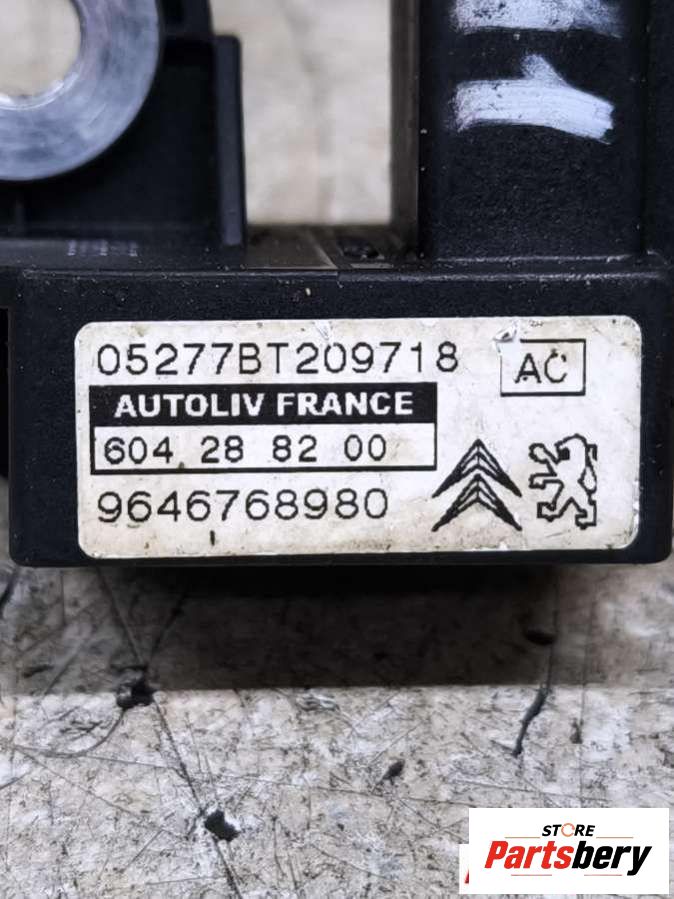 05277BT209718
AC
AUTOLIV FRANCE
604 28 82 00
9646768980
STORE
Partsbery